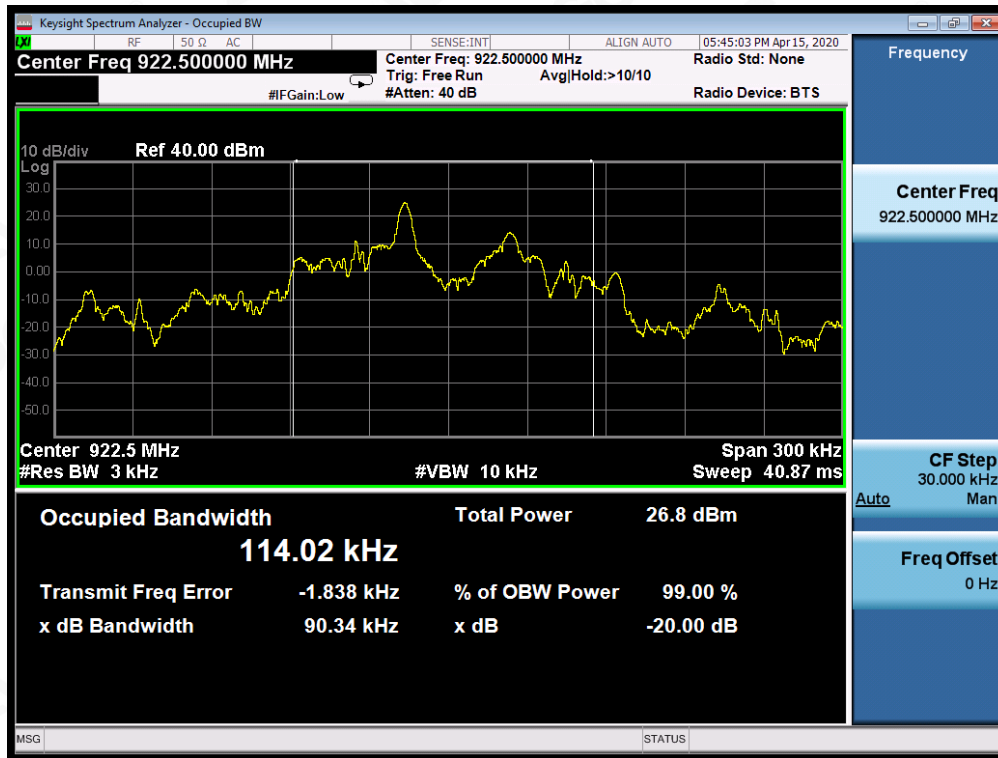 Keysight Spectrum Analyzer - Occupied BW
LXI RF 50 Ω AC SENSE:INT ALIGN AUTO 05:45:03 PM Apr 15, 2020
Center Freq 922.500000 MHz
Center Freq: 922.500000 MHz
Radio Std: None
Trig: Free Run Avg|Hold:>10/10
#IFGain:Low
#Atten: 40 dB
Radio Device: BTS
10 dB/div Ref 40.00 dBm
Log
30.0
20.0
10.0
0.00
-10.0
-20.0
-30.0
-40.0
-50.0
Center 922.5 MHz Span 300 kHz
#Res BW 3 kHz #VBW 10 kHz Sweep 40.87 ms
Occupied Bandwidth Total Power 26.8 dBm
114.02 kHz
Transmit Freq Error -1.838 kHz % of OBW Power 99.00 %
x dB Bandwidth 90.34 kHz x dB -20.00 dB
MSG STATUS
Frequency
Center Freq
922.500000 MHz
CF Step
30.000 kHz
Auto Man
Freq Offset
0 Hz